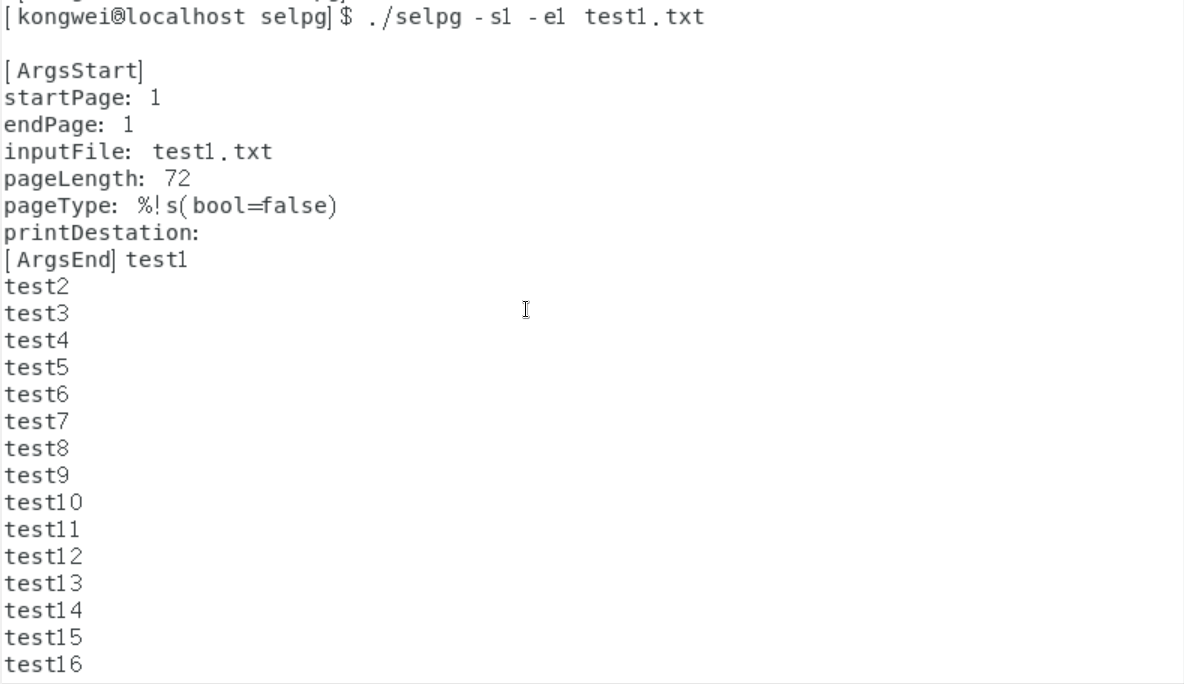 [kongwei@localhost selpg]$ ./selpg -s1 -e1 test1.txt
[ArgsStart]
startPage: 1
endPage: 1
inputFile: test1.txt
pageLength: 72
pageType: %!s(bool=false)
printDestation:
[ArgsEnd]test1
test2
test3
test4
test5
test6
test7
test8
test9
test10
test11
test12
test13
test14
test15
test16